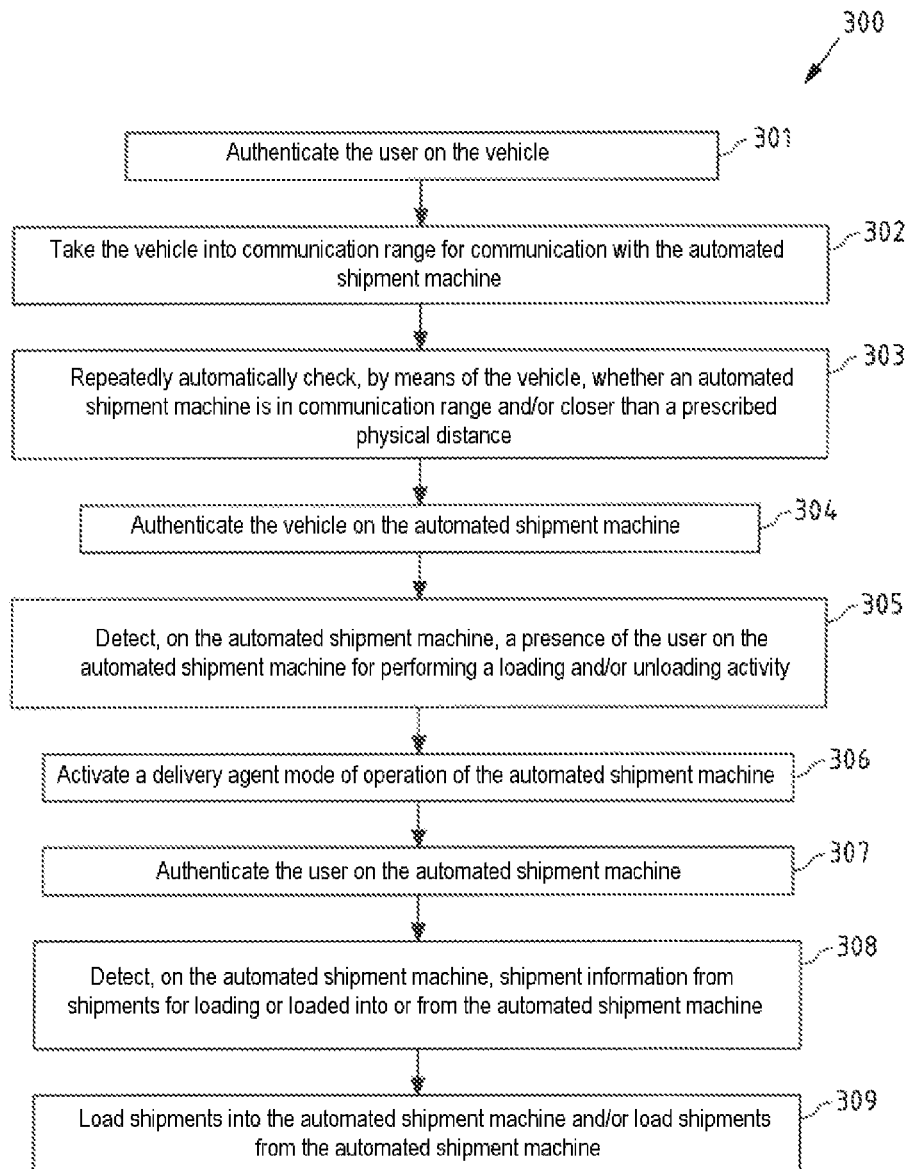 300
301
Authenticate the user on the vehicle
302
Take the vehicle into communication range for communication with the automated
shipment machine
303
Repeatedly automatically check, by means of the vehicle, whether an automated
shipment machine is in communication range and/or closer than a prescribed
physical distance
304
Authenticate the vehicle on the automated shipment machine
305
Detect, on the automated shipment machine, a presence of the user on the
automated shipment machine for performing a loading and/or unloading activity
306
Activate a delivery agent mode of operation of the automated shipment machine
307
Authenticate the user on the automated shipment machine
308
Detect, on the automated shipment machine, shipment information from
shipments for loading or loaded into or from the automated shipment machine
309
Load shipments into the automated shipment machine and/or load shipments
from the automated shipment machine